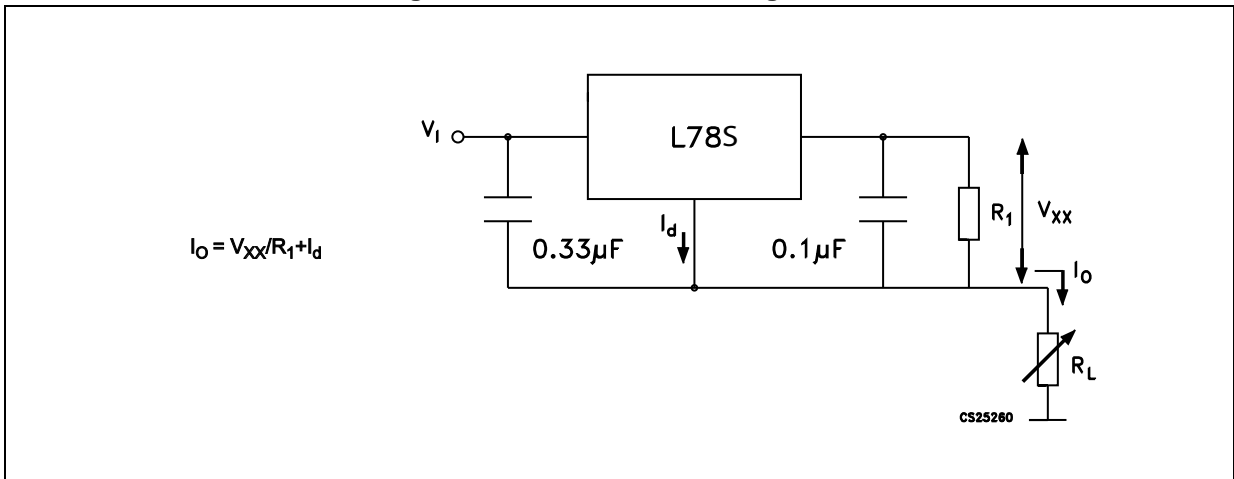 L78S
V_I
I_d
R_1
V_XX
I_O = V_XX/R_1+I_d
0.33µF
0.1µF
I_O
R_L
CS25260